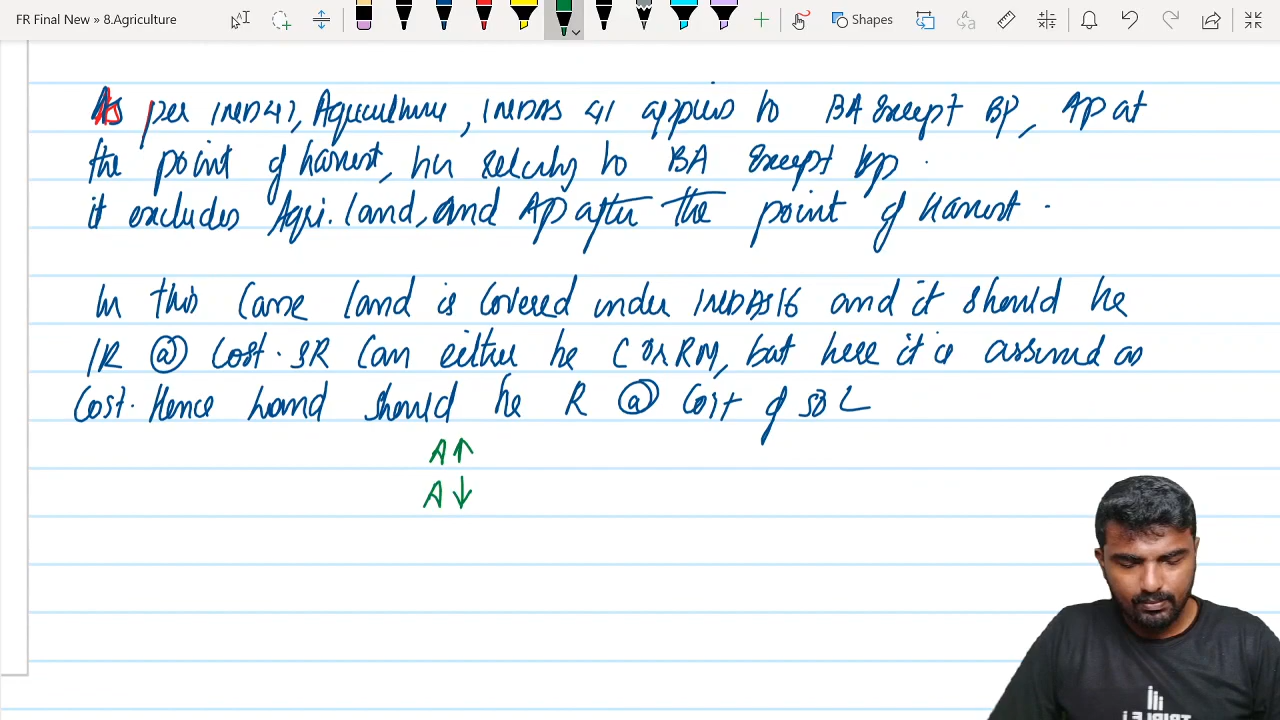 FR Final New » 8.Agriculture
Shapes
As per INDAS 41, Agriculture, INDAS 41 applies to BA Except BP, AP at
the point of harvest, relating to BA Except BP.
it excludes Agri. land, and AP after the point of Harvest.
In this Case land is Covered under INDAS 16 and it should be
IR @ Cost. SR Can either be C or RM, but here it is assumed as
Cost. Hence Land should be R @ Cost of 50 L
A↑
A↓